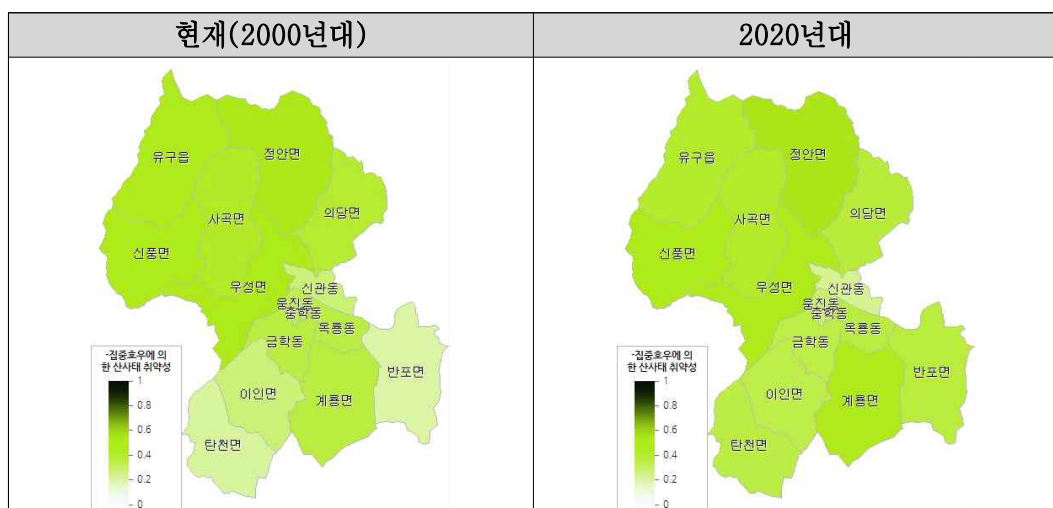 현재(2000년대)
2020년대
유구읍
정안면
사곡면
의당면
신풍면
우성면
신관동
웅진동
중학동
옥룡동
금학동
반포면
이인면
계룡면
탄천면
-집중호우에 의
한 산사태 취약성
1
0.8
0.6
0.4
0.2
0
유구읍
정안면
사곡면
의당면
신풍면
우성면
신관동
웅진동
중학동
옥룡동
금학동
반포면
이인면
계룡면
탄천면
-집중호우에 의
한 산사태 취약성
1
0.8
0.6
0.4
0.2
0